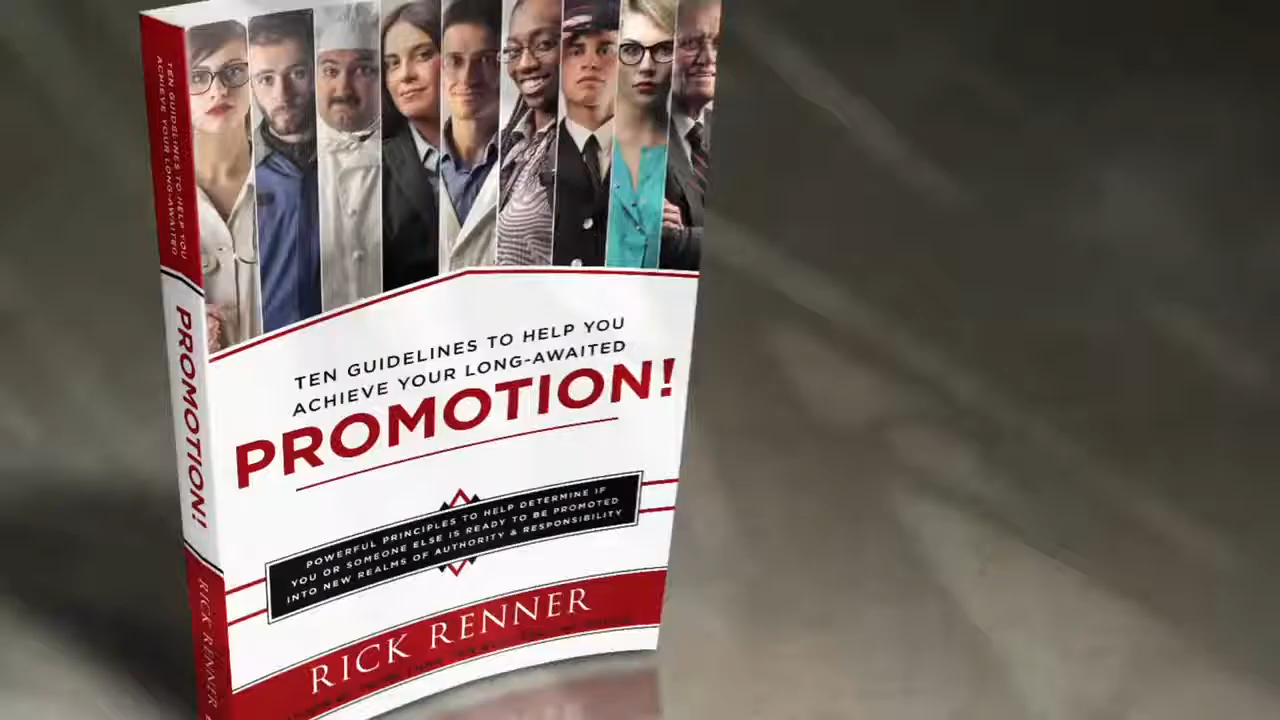 TEN GUIDELINES TO HELP YOU
ACHIEVE YOUR LONG-AWAITED
PROMOTION!
RICK RENNER
TEN GUIDELINES TO HELP YOU
ACHIEVE YOUR LONG-AWAITED
PROMOTION!
POWERFUL PRINCIPLES TO HELP DETERMINE IF
YOU OR SOMEONE ELSE IS READY TO BE PROMOTED
INTO NEW REALMS OF AUTHORITY & RESPONSIBILITY
RICK RENNER